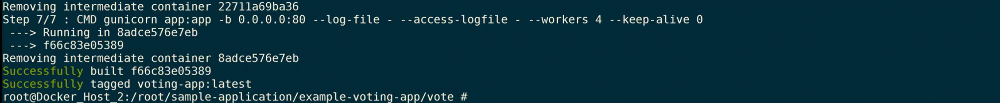 Removing intermediate container 22711a69ba36
Step 7/7 : CMD gunicorn app:app -b 0.0.0.0:80 --log-file - --access-logfile - --workers 4 --keep-alive 0
 ---> Running in 8adce576e7eb
 ---> f66c83e05389
Removing intermediate container 8adce576e7eb
Successfully built f66c83e05389
Successfully tagged voting-app:latest
root@Docker_Host_2:/root/sample-application/example-voting-app/vote #